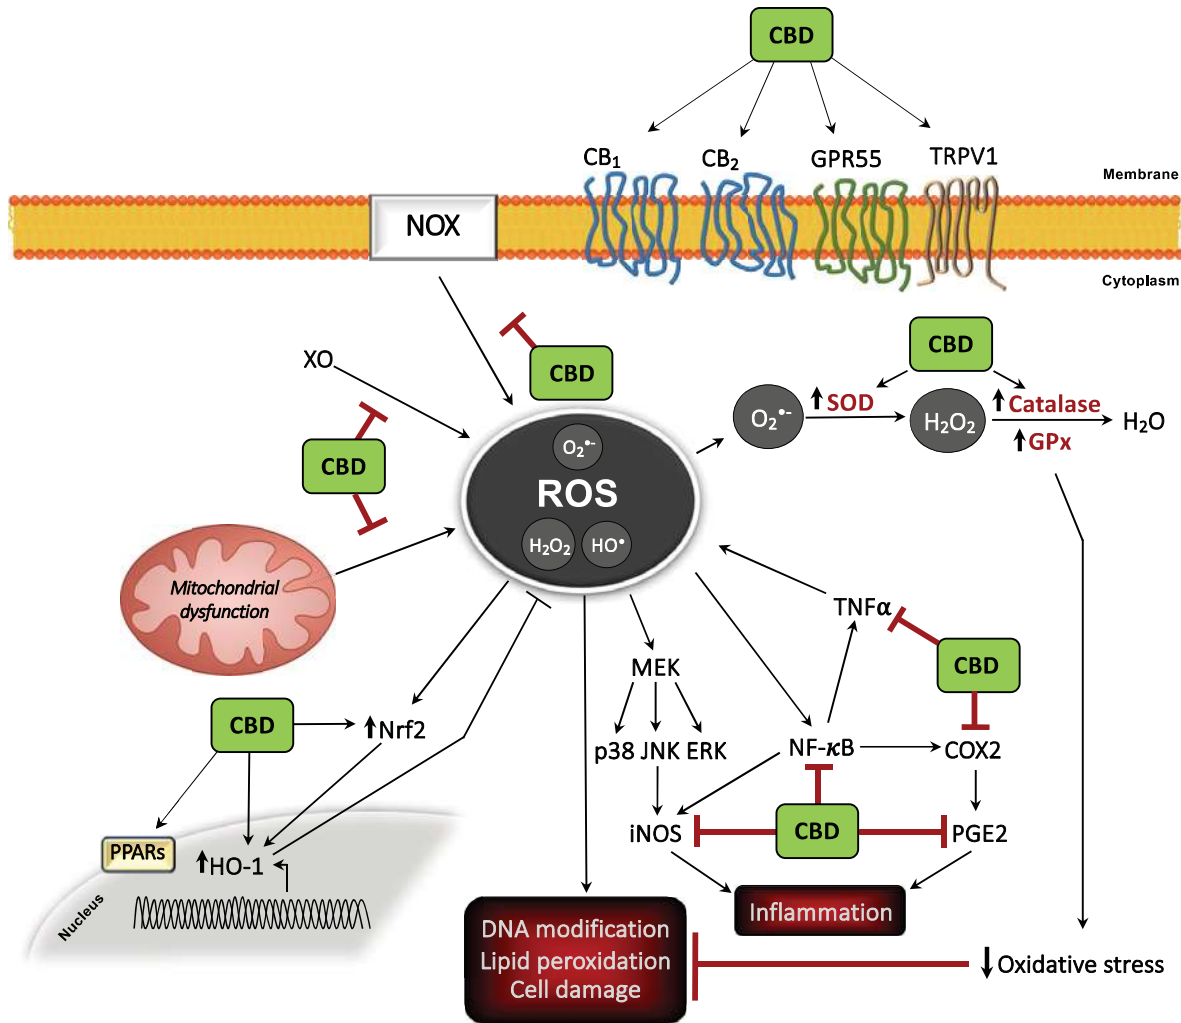 CBD
CB₁
CB₂
GPR55
TRPV1
Membrane
NOX
Cytoplasm
XO
CBD
CBD
O₂•-
SOD
H₂O₂
Catalase
GPx
H₂O
CBD
O₂•-
ROS
H₂O₂
HO•
Mitochondrial
dysfunction
TNFα
CBD
MEK
CBD
Nrf2
p38 JNK ERK
NF-κB
COX2
iNOS
CBD
PGE2
PPARs
HO-1
Nucleus
Inflammation
DNA modification
Lipid peroxidation
Cell damage
Oxidative stress